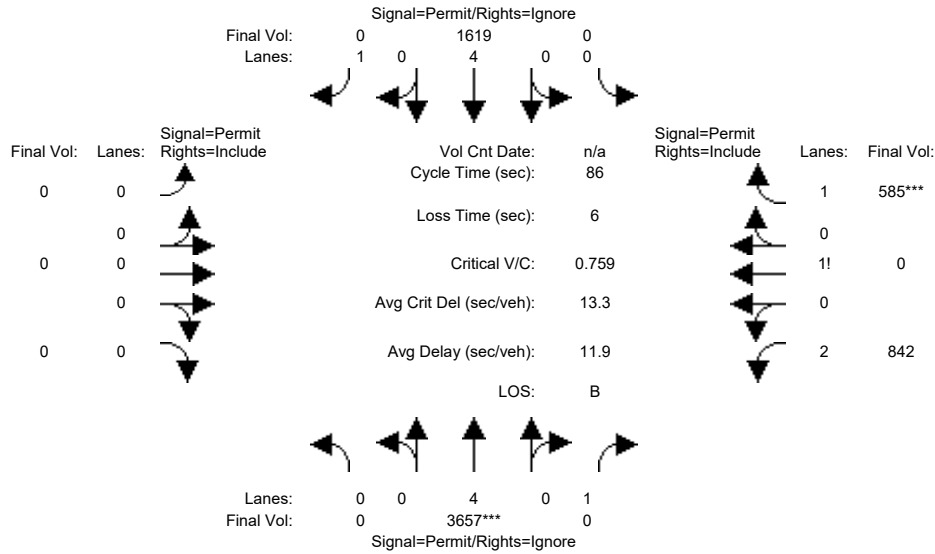 Signal=Permit/Rights=Ignore
Final Vol: 0 1619 0
Lanes: 1 0 4 0 0
Signal=Permit Signal=Permit
Final Vol: Lanes: Rights=Include Vol Cnt Date: n/a Rights=Include Lanes: Final Vol:
Cycle Time (sec): 86
0 0 1 585***
Loss Time (sec): 6
0 0
0 0 Critical V/C: 0.759 1! 0
0 Avg Crit Del (sec/veh): 13.3 0
0 0 Avg Delay (sec/veh): 11.9 2 842
LOS: B
Lanes: 0 0 4 0 1
Final Vol: 0 3657*** 0
Signal=Permit/Rights=Ignore